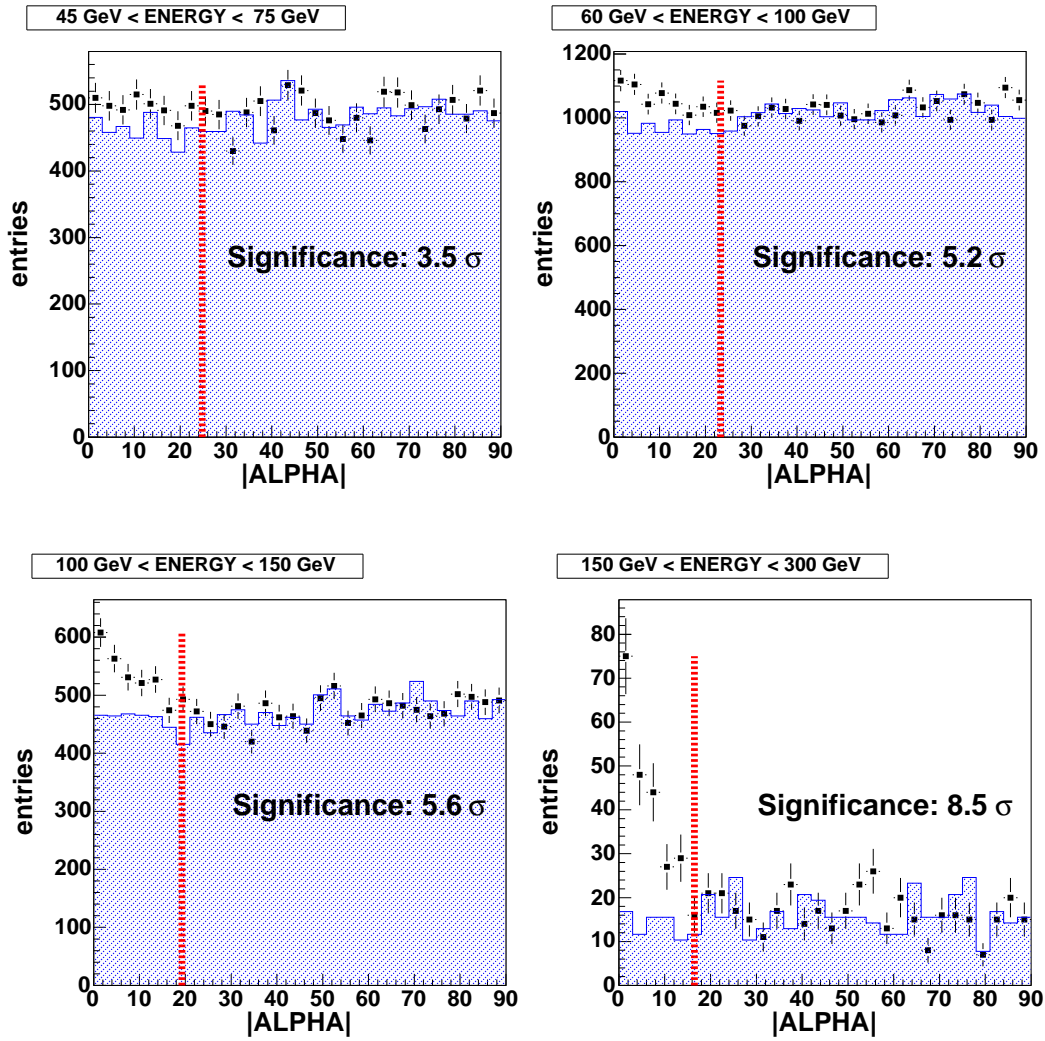 45 GeV < ENERGY < 75 GeV
entries
500
400
300
200
100
0
Significance: 3.5 σ
0 10 20 30 40 50 60 70 80 90
|ALPHA|
60 GeV < ENERGY < 100 GeV
entries
1200
1000
800
600
400
200
0
Significance: 5.2 σ
0 10 20 30 40 50 60 70 80 90
|ALPHA|
100 GeV < ENERGY < 150 GeV
entries
600
500
400
300
200
100
0
Significance: 5.6 σ
0 10 20 30 40 50 60 70 80 90
|ALPHA|
150 GeV < ENERGY < 300 GeV
entries
80
70
60
50
40
30
20
10
0
Significance: 8.5 σ
0 10 20 30 40 50 60 70 80 90
|ALPHA|